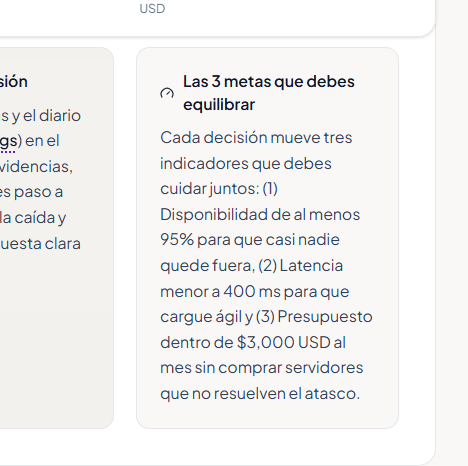 USD
sión
s y el diario
gs) en el
videncias,
es paso a
la caída y
uesta clara
Las 3 metas que debes
equilibrar
Cada decisión mueve tres
indicadores que debes
cuidar juntos: (1)
Disponibilidad de al menos
95% para que casi nadie
quede fuera, (2) Latencia
menor a 400 ms para que
cargue ágil y (3) Presupuesto
dentro de $3,000 USD al
mes sin comprar servidores
que no resuelven el atasco.